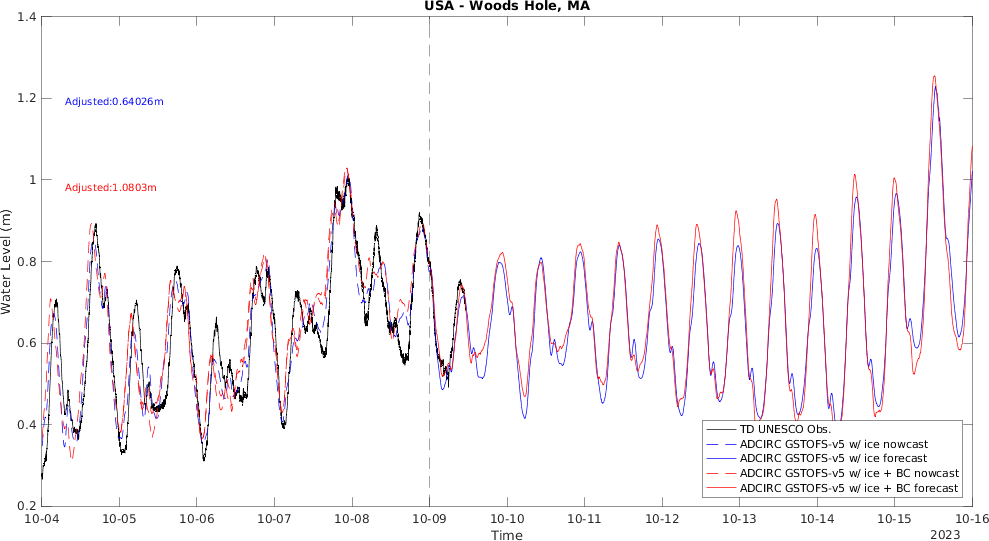 USA - Woods Hole, MA
1.4
1.2
1
0.8
0.6
0.4
0.2
Water Level (m)
Adjusted:0.64026m
Adjusted:1.0803m
TD UNESCO Obs.
ADCIRC GSTOFS-v5 w/ ice nowcast
ADCIRC GSTOFS-v5 w/ ice forecast
ADCIRC GSTOFS-v5 w/ ice + BC nowcast
ADCIRC GSTOFS-v5 w/ ice + BC forecast
10-04 10-05 10-06 10-07 10-08 10-09 10-10 10-11 10-12 10-13 10-14 10-15 10-16
Time
2023